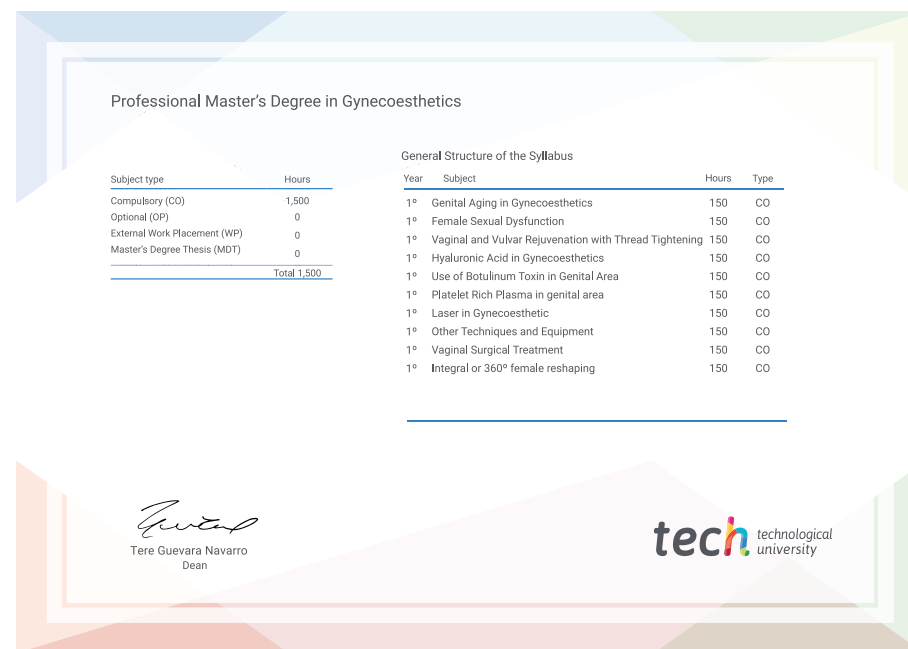 Professional Master's Degree in Gynecoesthetics
Subject type Hours
Compulsory (CO) 1,500
Optional (OP) 0
External Work Placement (WP) 0
Master's Degree Thesis (MDT) 0
Total 1,500
General Structure of the Syllabus
Year Subject Hours Type
1º Genital Aging in Gynecoesthetics 150 CO
1º Female Sexual Dysfunction 150 CO
1º Vaginal and Vulvar Rejuvenation with Thread Tightening 150 CO
1º Hyaluronic Acid in Gynecoesthetics 150 CO
1º Use of Botulinum Toxin in Genital Area 150 CO
1º Platelet Rich Plasma in genital area 150 CO
1º Laser in Gynecoesthetic 150 CO
1º Other Techniques and Equipment 150 CO
1º Vaginal Surgical Treatment 150 CO
1º Integral or 360º female reshaping 150 CO
Tere Guevara Navarro
Dean
tech technological
university